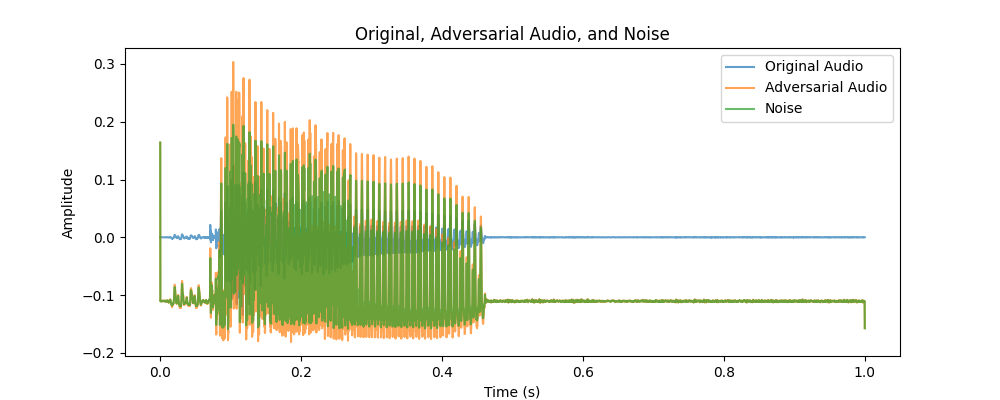 Original, Adversarial Audio, and Noise
Original Audio
Adversarial Audio
Noise
0.3
0.2
0.1
0.0
−0.1
−0.2
Amplitude
0.0
0.2
0.4
0.6
0.8
1.0
Time (s)